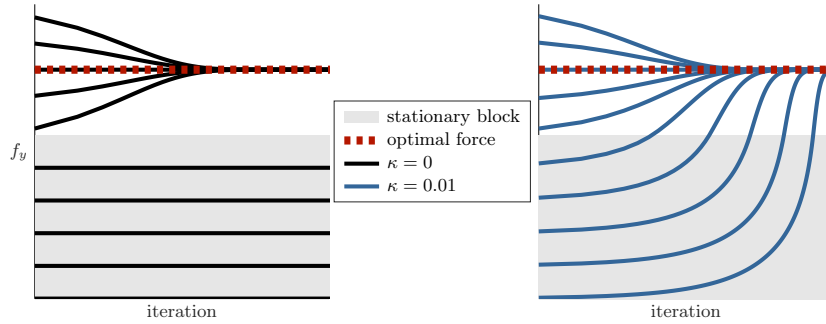 stationary block
optimal force
κ = 0
κ = 0.01
f_y
iteration
iteration